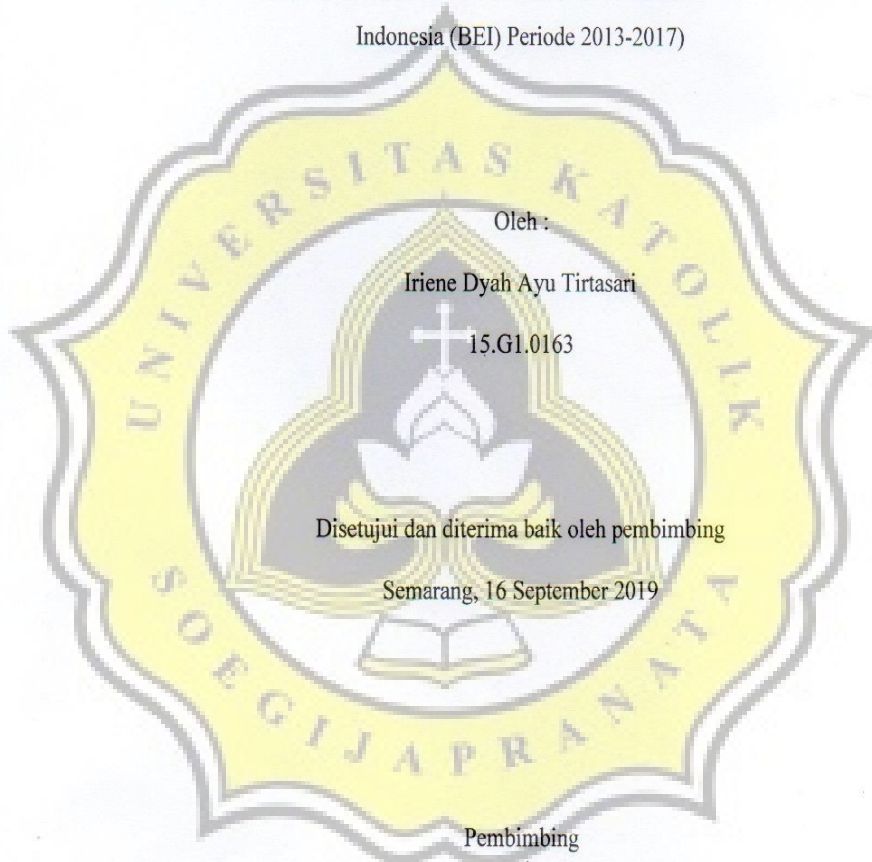 Indonesia (BEI) Periode 2013-2017)
UNIVERSITAS KATOLIK
Oleh :
Iriene Dyah Ayu Tirtasari
15.G1.0163
Disetujui dan diterima baik oleh pembimbing
Semarang, 16 September 2019
SOEGIJAPRANATA
Pembimbing